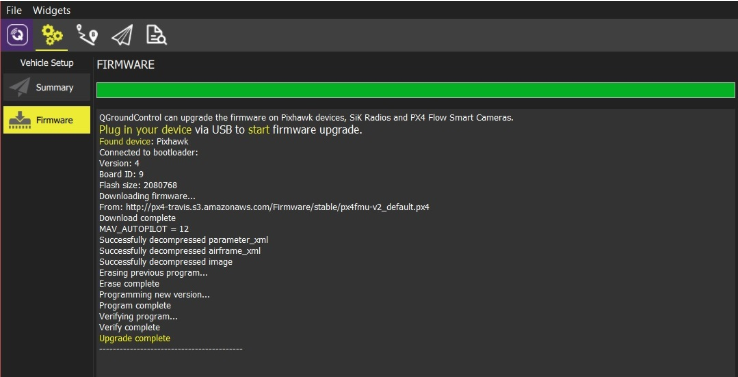 File Widgets
Vehicle Setup
FIRMWARE
Summary
Firmware
QGroundControl can upgrade the firmware on Pixhawk devices, SiK Radios and PX4 Flow Smart Cameras.
Plug in your device via USB to start firmware upgrade.
Found device: Pixhawk
Connected to bootloader:
Version: 4
Board ID: 9
Flash size: 2080768
Downloading firmware...
From: http://px4-travis.s3.amazonaws.com/Firmware/stable/px4fmu-v2_default.px4
Download complete
MAV_AUTOPILOT = 12
Successfully decompressed parameter_xml
Successfully decompressed airframe_xml
Successfully decompressed image
Erasing previous program...
Erase complete
Programming new version...
Program complete
Verifying program...
Verify complete
Upgrade complete
------------------------------------------